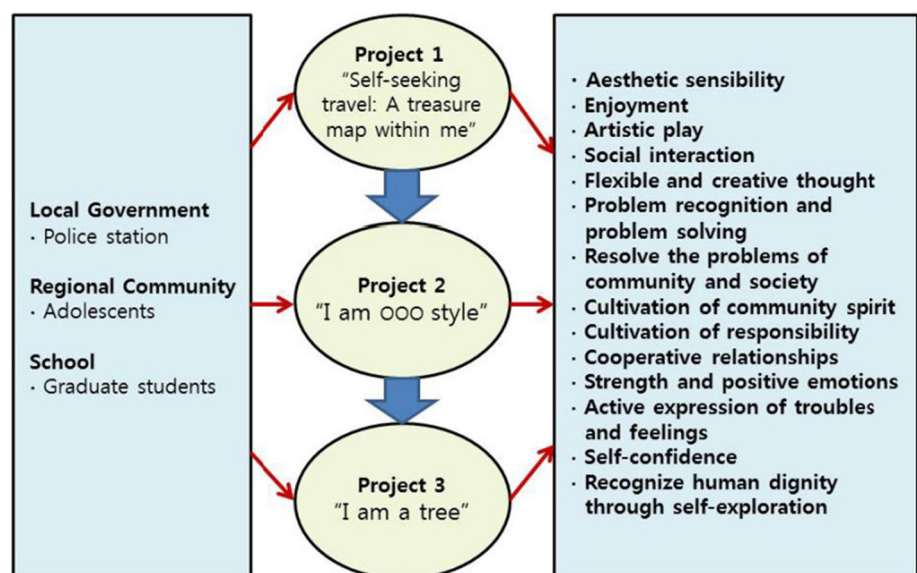 Local Government
· Police station
Regional Community
· Adolescents
School
· Graduate students
Project 1
“Self-seeking
travel: A treasure
map within me”
Project 2
“I am OOO style”
Project 3
“I am a tree”
· Aesthetic sensibility
· Enjoyment
· Artistic play
· Social interaction
· Flexible and creative thought
· Problem recognition and
problem solving
· Resolve the problems of
community and society
· Cultivation of community spirit
· Cultivation of responsibility
· Cooperative relationships
· Strength and positive emotions
· Active expression of troubles
and feelings
· Self-confidence
· Recognize human dignity
through self-exploration